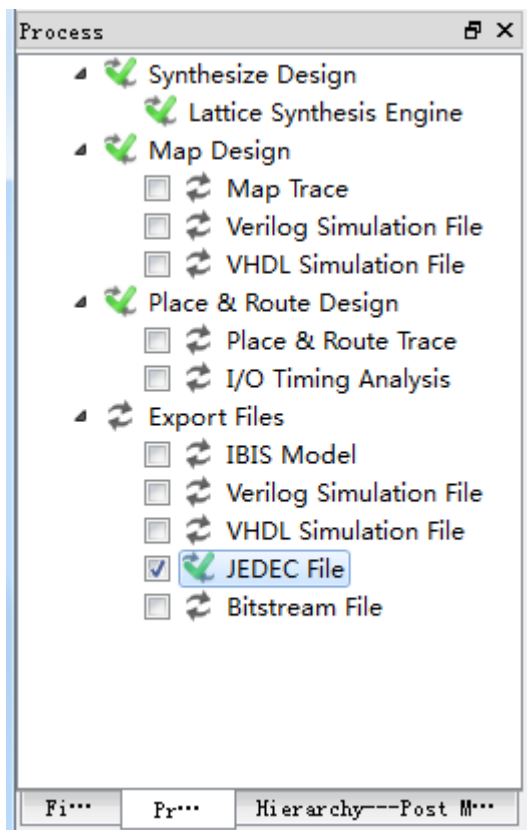 Process
Synthesize Design
Lattice Synthesis Engine
Map Design
Map Trace
Verilog Simulation File
VHDL Simulation File
Place & Route Design
Place & Route Trace
I/O Timing Analysis
Export Files
IBIS Model
Verilog Simulation File
VHDL Simulation File
JEDEC File
Bitstream File
Fi··· Pr··· Hierarchy---Post M···